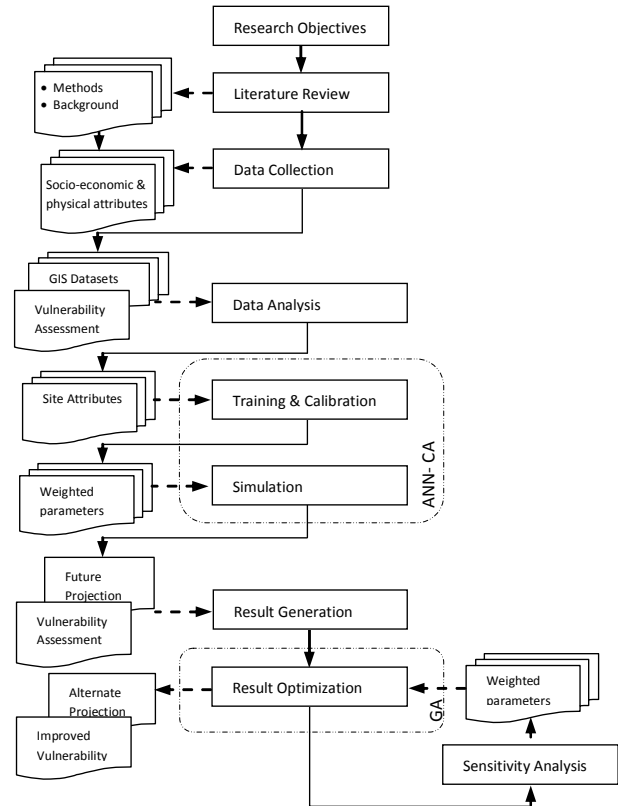 Research Objectives
• Methods
• Background
Literature Review
Socio-economic &
physical attributes
Data Collection
GIS Datasets
Vulnerability
Assessment
Data Analysis
Site Attributes
Training & Calibration
Weighted
parameters
Simulation
ANN- CA
Future
Projection
Vulnerability
Assessment
Result Generation
Alternate
Projection
Improved
Vulnerability
Result Optimization
GA
Weighted
parameters
Sensitivity Analysis